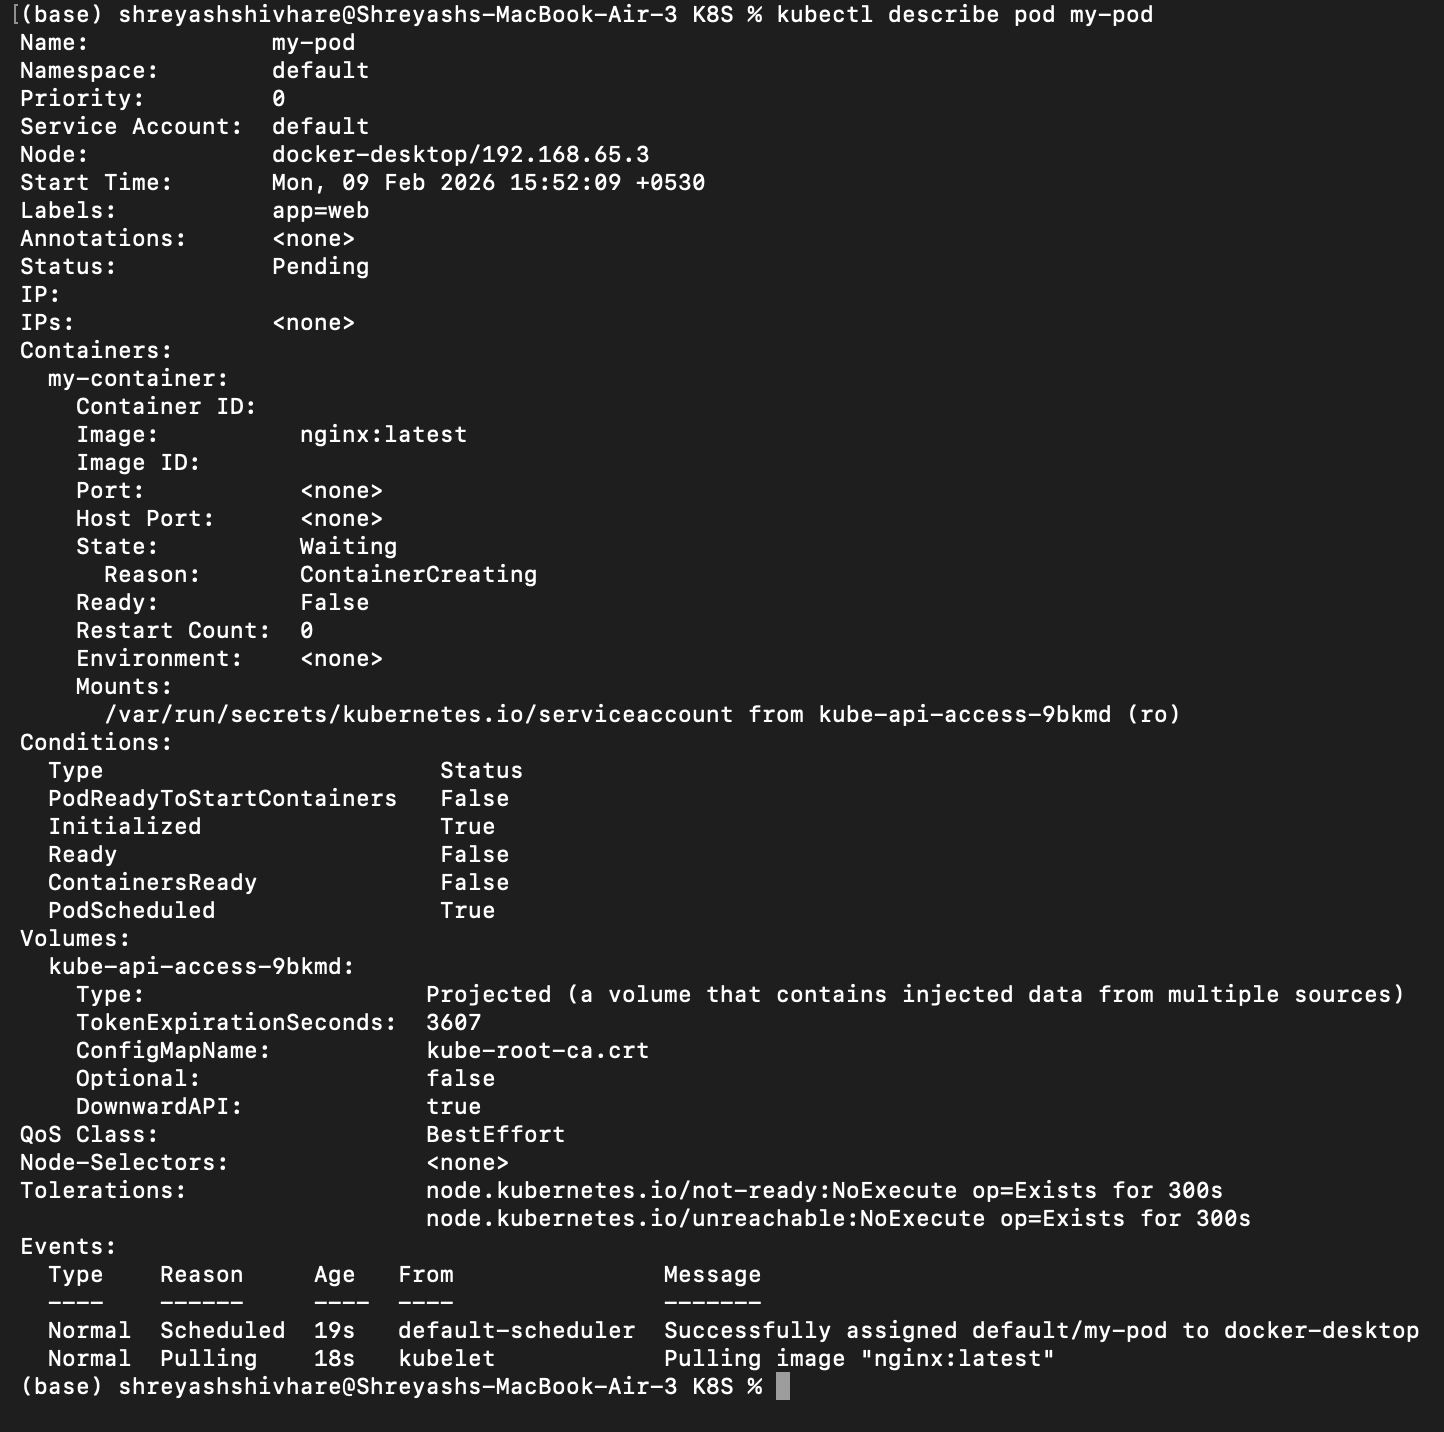 [(base) shreyashshivhare@Shreyashs-MacBook-Air-3 K8S % kubectl describe pod my-pod
Name:             my-pod
Namespace:        default
Priority:         0
Service Account:  default
Node:             docker-desktop/192.168.65.3
Start Time:       Mon, 09 Feb 2026 15:52:09 +0530
Labels:           app=web
Annotations:      <none>
Status:           Pending
IP:
IPs:              <none>
Containers:
  my-container:
    Container ID:
    Image:          nginx:latest
    Image ID:
    Port:           <none>
    Host Port:      <none>
    State:          Waiting
      Reason:       ContainerCreating
    Ready:          False
    Restart Count:  0
    Environment:    <none>
    Mounts:
      /var/run/secrets/kubernetes.io/serviceaccount from kube-api-access-9bkmd (ro)
Conditions:
  Type                        Status
  PodReadyToStartContainers   False
  Initialized                 True
  Ready                       False
  ContainersReady             False
  PodScheduled                True
Volumes:
  kube-api-access-9bkmd:
    Type:                    Projected (a volume that contains injected data from multiple sources)
    TokenExpirationSeconds:  3607
    ConfigMapName:           kube-root-ca.crt
    Optional:                false
    DownwardAPI:             true
QoS Class:                   BestEffort
Node-Selectors:              <none>
Tolerations:                 node.kubernetes.io/not-ready:NoExecute op=Exists for 300s
                             node.kubernetes.io/unreachable:NoExecute op=Exists for 300s
Events:
  Type    Reason     Age   From               Message
  ----    ------     ----  ----               -------
  Normal  Scheduled  19s   default-scheduler  Successfully assigned default/my-pod to docker-desktop
  Normal  Pulling    18s   kubelet            Pulling image "nginx:latest"
(base) shreyashshivhare@Shreyashs-MacBook-Air-3 K8S %